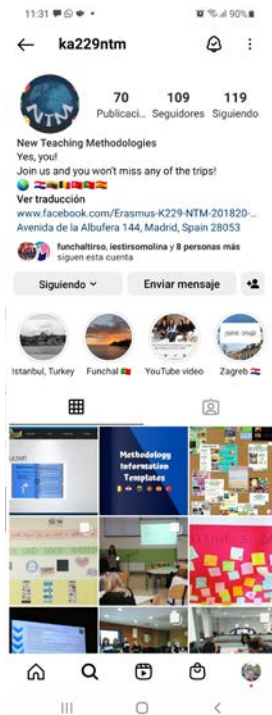 11:31
90%
ka229ntm
NTM
70 109 119
Publicaci... Seguidores Siguiendo
New Teaching Methodologies
Yes, you!
Join us and you won't miss any of the trips!
Ver traducción
www.facebook.com/Erasmus-K229-NTM-201820-...
Avenida de la Albufera 144, Madrid, Spain 28053
funchaltirso, iestirsomolina y 8 personas más
siguen esta cuenta
Siguiendo
Enviar mensaje
Istanbul, Turkey Funchal YouTube video Zagreb
Methodology
Information
Templates